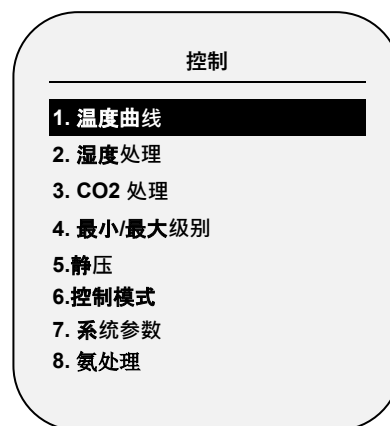 控制
1. 温度曲线
2. 湿度处理
3. CO2 处理
4. 最小/最大级别
5.静压
6.控制模式
7. 系统参数
8. 氨处理